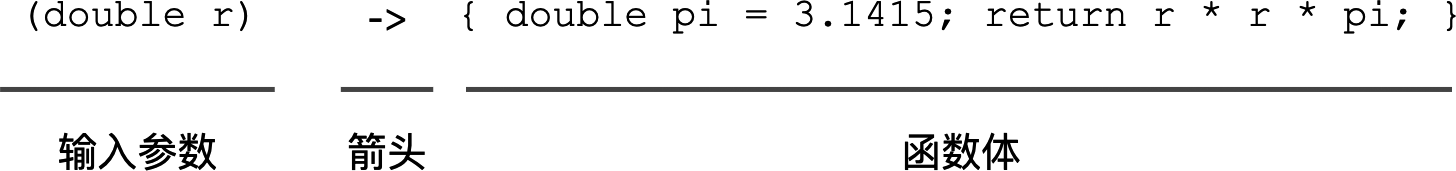 (double r) -> { double pi = 3.1415; return r * r * pi; }
输入参数 箭头 函数体